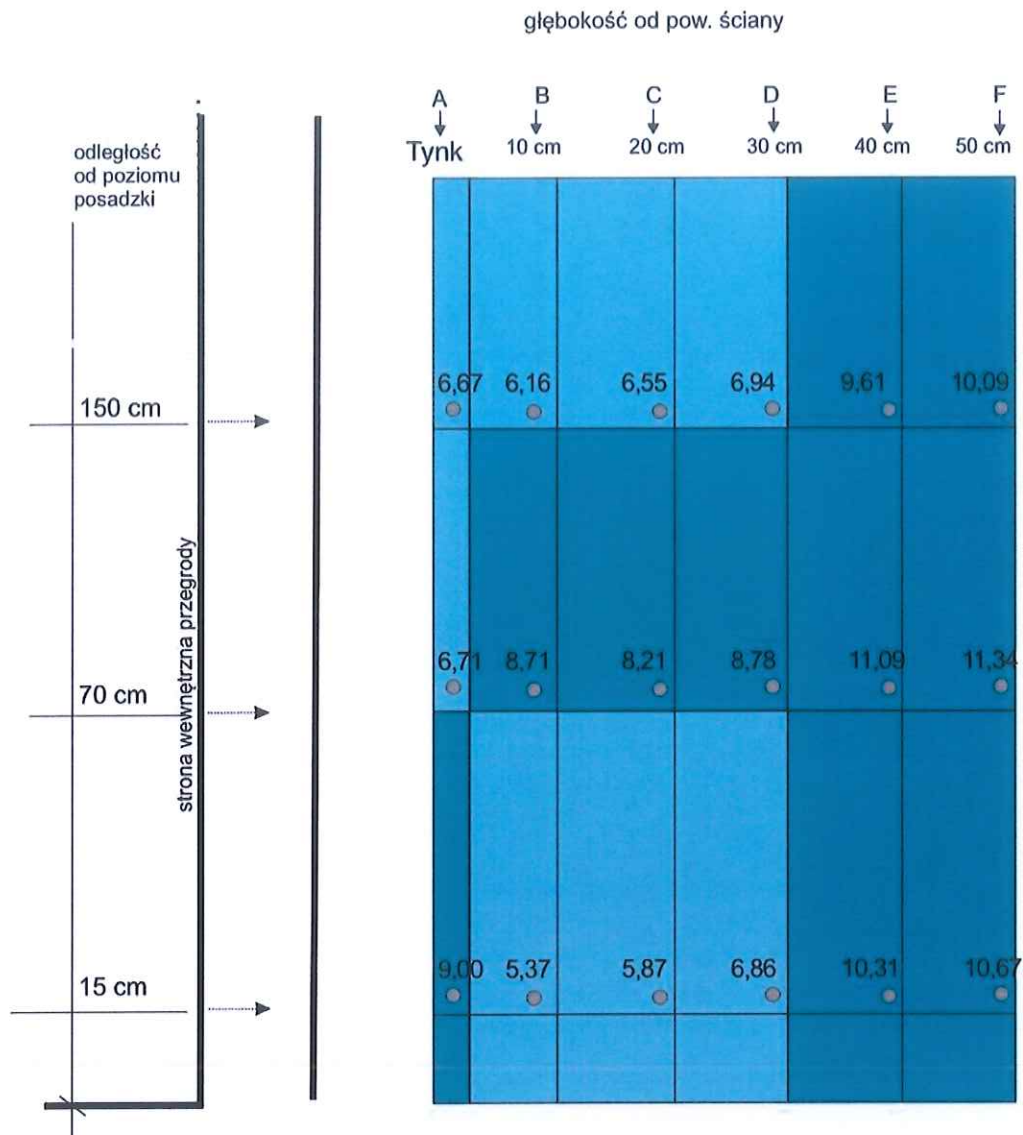 głębokość od pow. ściany
A B C D E F
Tynk 10 cm 20 cm 30 cm 40 cm 50 cm
odległość
od poziomu
posadzki
6,67 6,16 6,55 6,94 9,61 10,09
150 cm
strona wewnętrzna przegrody
6,71 8,71 8,21 8,78 11,09 11,34
70 cm
9,00 5,37 5,87 6,86 10,31 10,67
15 cm